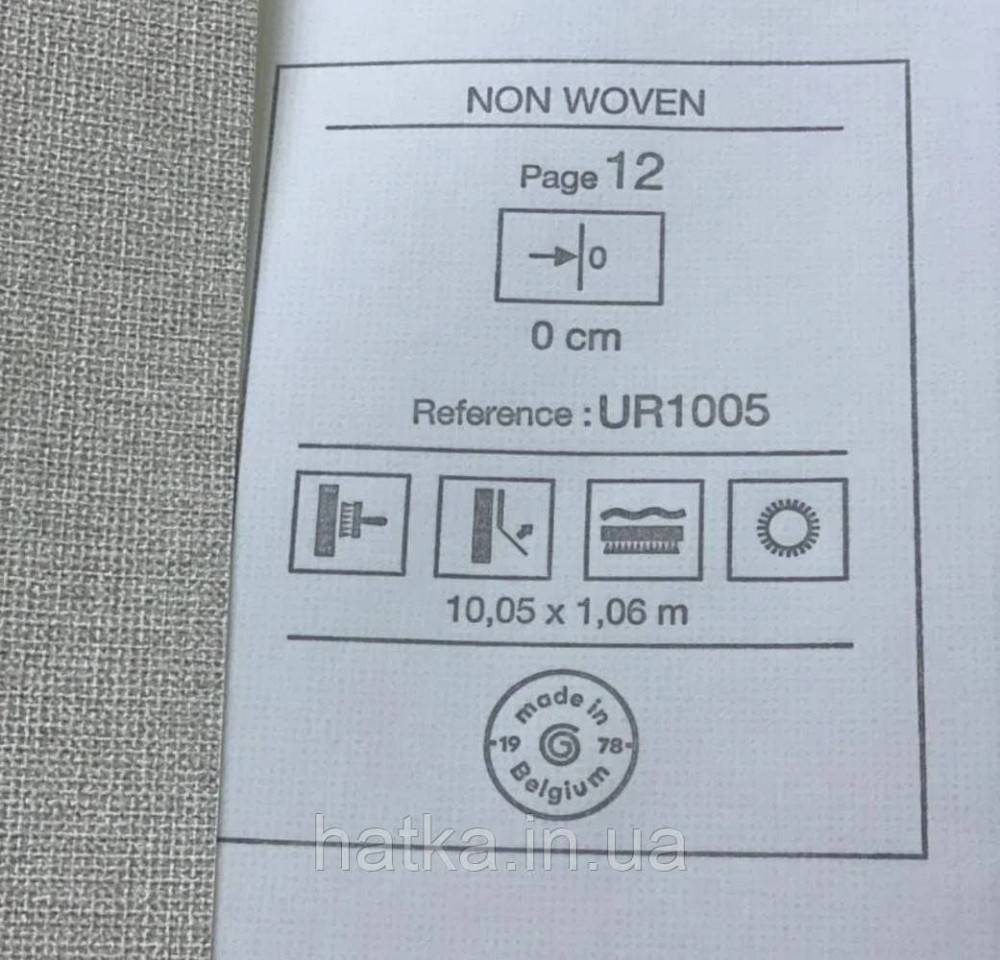 NON WOVEN
Page 12
0
0 cm
Reference : UR1005
10,05 x 1,06 m
made in
19 G 78
Belgium
hatka.in.ua